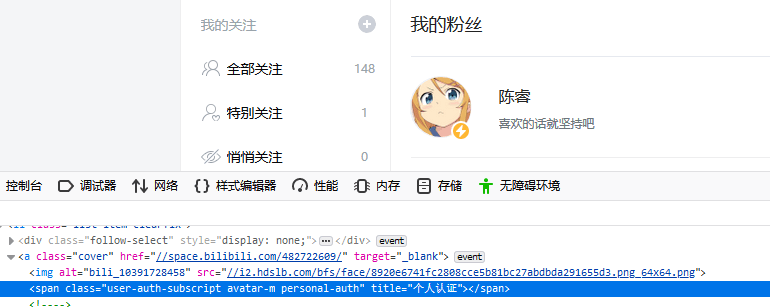 我的关注
我的粉丝
全部关注 148
陈睿
特别关注 1
喜欢的话就坚持吧
悄悄关注 0
控制台 调试器 网络 样式编辑器 性能 内存 存储 无障碍环境
<div class="follow-select" style="display: none;"> </div> event
<a class="cover" href="//space.bilibili.com/482722609/" target="_blank"> event
<img alt="bili_10391728458" src="//i2.hdslb.com/bfs/face/8920e6741fc2808cce5b81bc27abdbda291655d3.png_64x64.png">
<span class="user-auth-subscript avatar-m personal-auth" title="个人认证"></span>